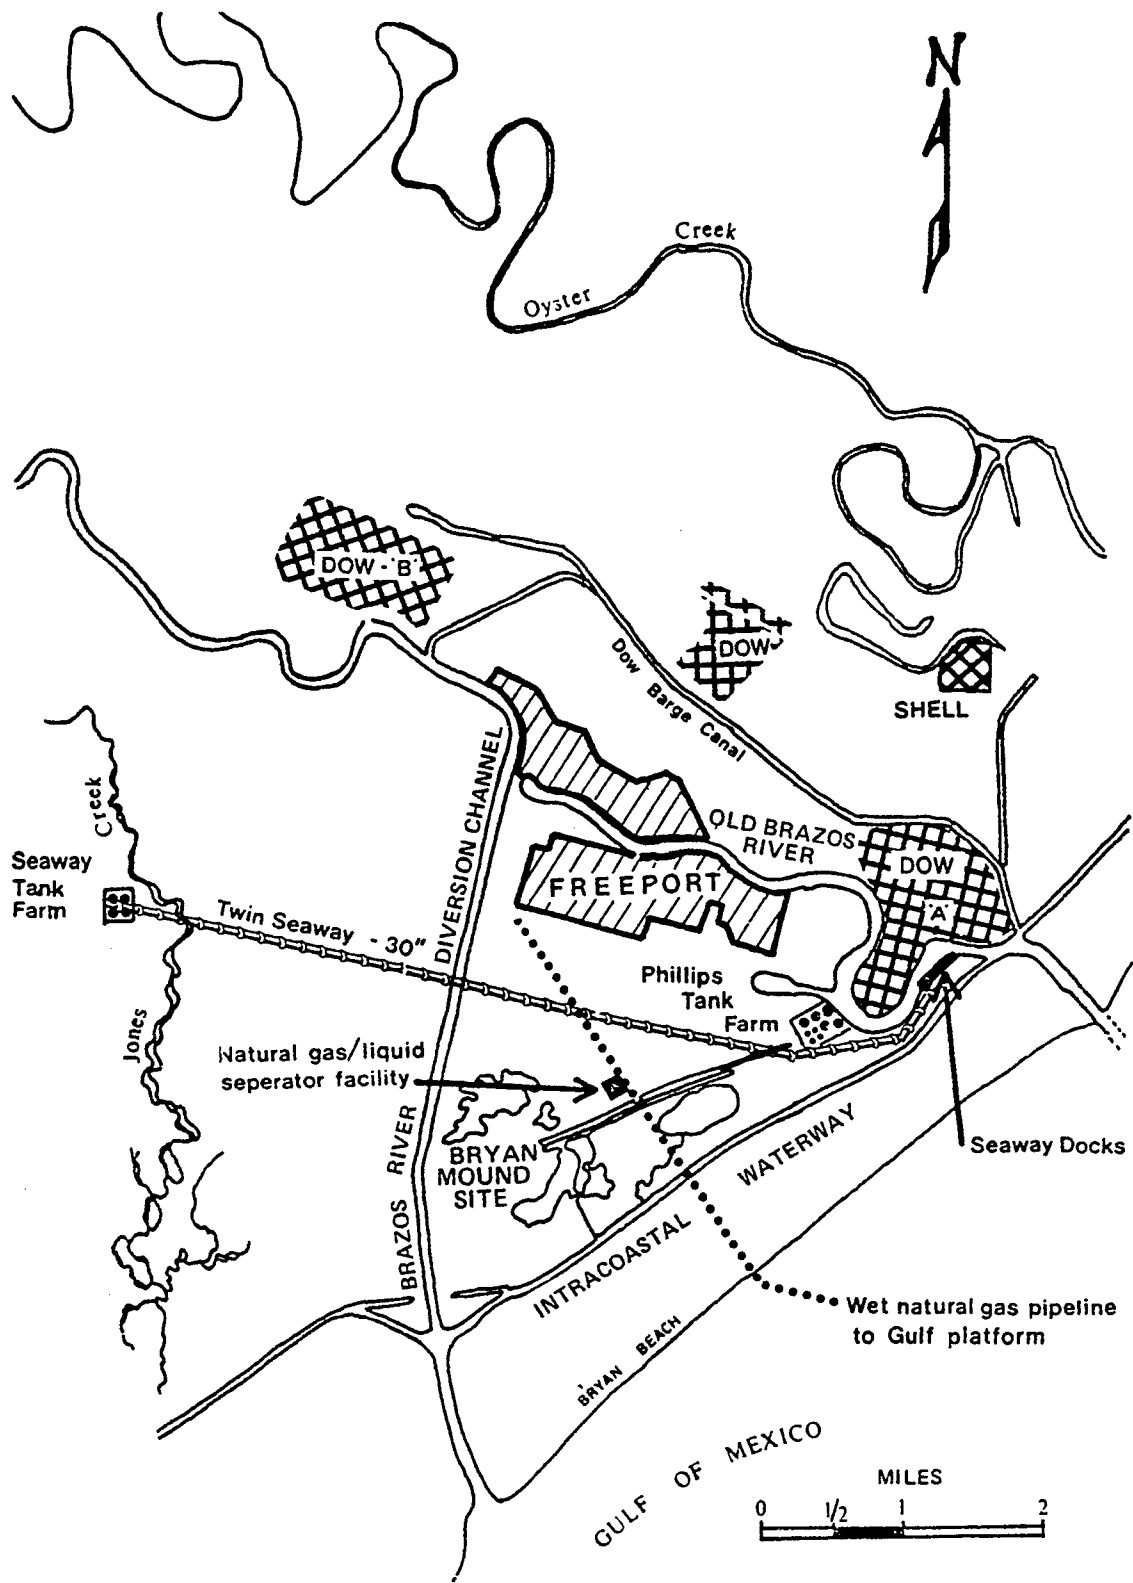 N
Creek
Oyster
DOW - 'B'
DOW
Dow Barge Canal
SHELL
Creek
DIVERSION CHANNEL
OLD BRAZOS
RIVER
DOW
'A'
Seaway
Tank
Farm
FREEPORT
Twin Seaway - 30"
Phillips
Tank
Farm
Jones
Natural gas/liquid
seperator facility
BRAZOS RIVER
BRYAN
MOUND
SITE
Seaway Docks
INTRACOASTAL WATERWAY
Wet natural gas pipeline
to Gulf platform
BRYAN BEACH
GULF OF MEXICO
MILES
0 1/2 1 2